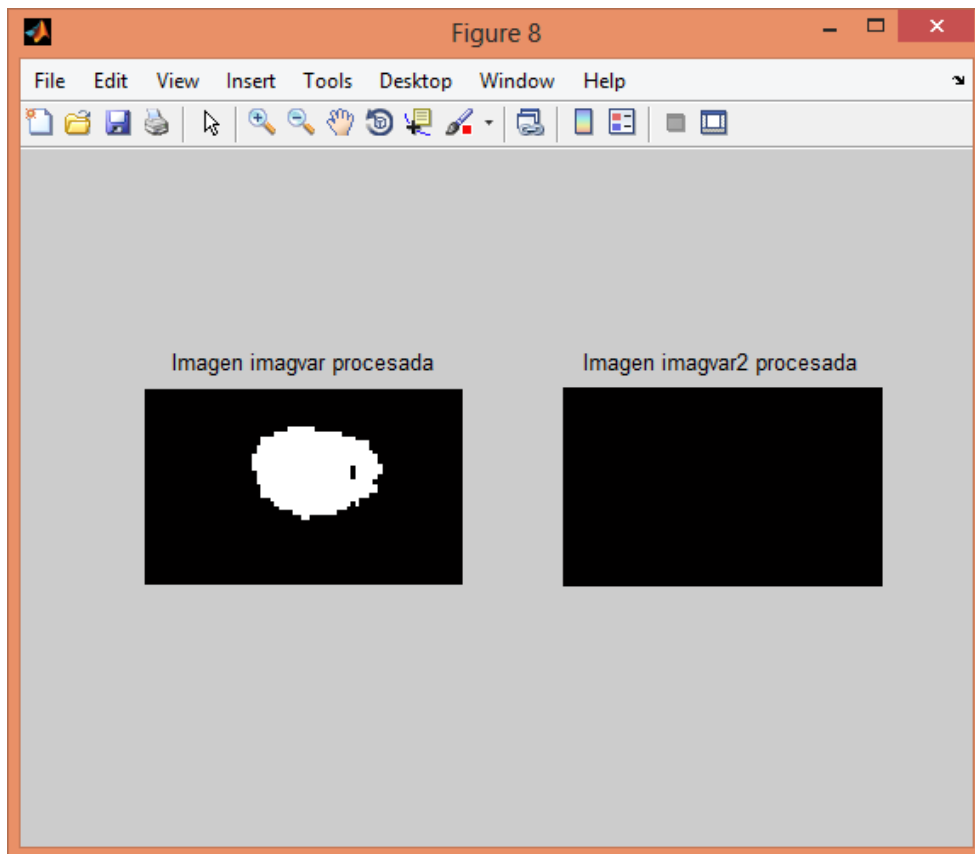 Figure 8
File Edit View Insert Tools Desktop Window Help
Imagen imagvar procesada
Imagen imagvar2 procesada